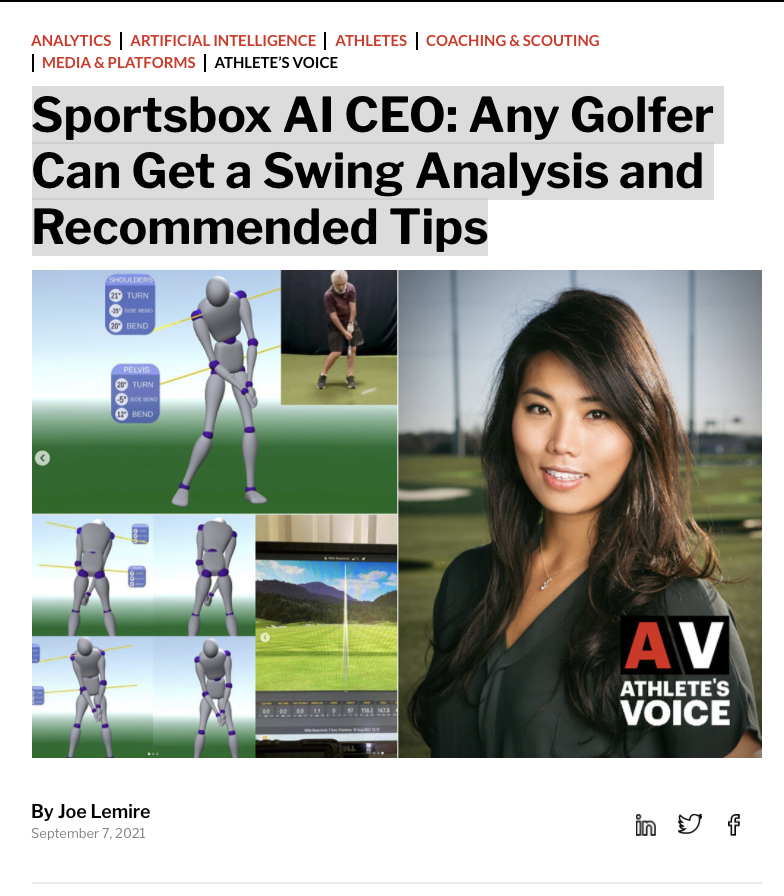 ANALYTICS | ARTIFICIAL INTELLIGENCE | ATHLETES | COACHING & SCOUTING
| MEDIA & PLATFORMS | ATHLETE'S VOICE
Sportsbox AI CEO: Any Golfer
Can Get a Swing Analysis and
Recommended Tips
SHOULDERS
21° TURN
-25° SIDE BEND
20° BEND
PELVIS
20° TURN
-5° SIDE BEND
12° BEND
DELL
AV
ATHLETE'S
VOICE
By Joe Lemire
September 7, 2021
in
f